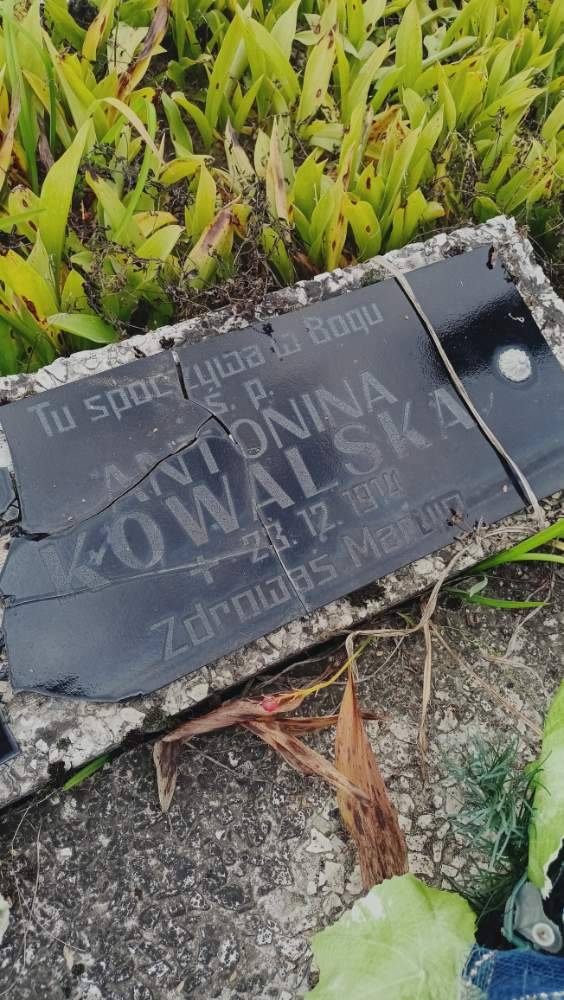 Tu spoczywa w Bogu
ś. p.
ANTONINA
KOWALSKA
+ 23. 12. 1914
Zdrowaś Maryjo